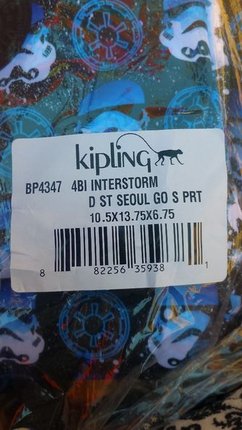 kipling
BP4347 4BI INTERSTORM
D ST SEOUL GO S PRT
10.5X13.75X6.75
8 82256 35938 1